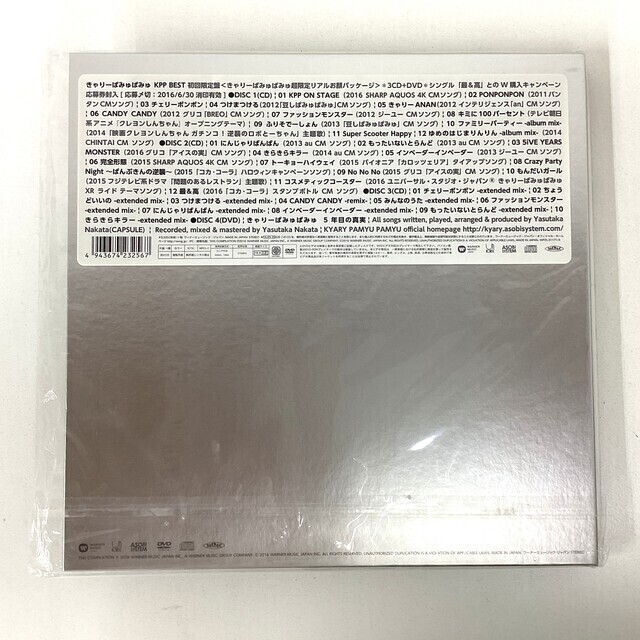 きゃりーぱみゅぱみゅ KPP BEST 初回限定盤<きゃりーぱみゅぱみゅ超限定リアルお顔パッケージ>※3CD+DVD+シングル「最&高」とのW購入キャンペーン
応募券封入[応募〆切:2016/6/30 消印有効] ●DISC 1(CD)¦01 KPP ON STAGE(2016 SHARP AQUOS 4K CMソング)¦02 PONPONPON(2011 パン
タンCMソング)¦03 チェリーボンボン¦04 つけまつける(2012「豆しぱみゅぱみゅ」CMソング)¦05 きゃりーANAN(2012 インテリジェンス「an」CMソング)¦
06 CANDY CANDY(2012 グリコ「BREO」CMソング)¦07 ファッションモンスター(2012 ジーユー CMソング)¦08 キミに100パーセント(テレビ朝日
系アニメ「クレヨンしんちゃん」オープニングテーマ)¦09 ふりそでーしょん(2013「豆しぱみゅぱみゅ」CM ソング)¦10 ファミリーパーティー -album mix-
(2014「映画クレヨンしんちゃん ガチンコ!逆襲のロボとーちゃん」主題歌)¦11 Super Scooter Happy¦12 ゆめのはじまりんりん -album mix-(2014
CHINTAI CMソング) ●DISC 2(CD)¦01 にんじゃりばんばん(2013 au CMソング)¦02 もったいないとらんど(2013 au CMソング)¦03 5iVE YEARS
MONSTER(2016 グリコ「アイスの実」CMソング)¦04 きらきらキラー(2014 au CMソング)¦05 インベーダーインベーダー(2013 ジーユー CMソング)¦
06 完全形態(2015 SHARP AQUOS 4K CM ソング)¦07 トーキョーハイウェイ(2015 パイオニア「カロッツェリア」タイアップソング)¦08 Crazy Party
Night ~ぱんぷきんの逆襲~(2015「コカ・コーラ」ハロウィンキャンペーンソング)¦09 No No No(2015 グリコ「アイスの実」CMソング)¦10 もんだいガール
(2015 フジテレビ系ドラマ「問題のあるレストラン」主題歌)¦11 コスメティックコースター(2016 ユニバーサル・スタジオ・ジャパン® きゃりーぱみゅぱみゅ
XR ライド テーマソング)¦12 最&高(2016「コカ・コーラ」スタンプボトル CMソング) ●DISC 3(CD)¦01 チェリーボンボン -extended mix-¦02 ちょう
どいいの -extended mix-¦03 つけまつける -extended mix-¦04 CANDY CANDY -remix-¦05 みんなのうた -extended mix-¦06 ファッションモンスター
-extended mix-¦07 にんじゃりばんばん -extended mix-¦08 インベーダーインベーダー -extended mix-¦09 もったいないとらんど -extended mix-¦10
きらきらキラー -extended mix- ●DISC 4(DVD)¦きゃりーぱみゅぱみゅ 5年目の真実¦All songs written, played, arranged & produced by Yasutaka
Nakata(CAPSULE)¦Recorded, mixed & mastered by Yasutaka Nakata¦KYARY PAMYU PAMYU official homepage http://kyary.asobisystem.com/
4 943674 232567